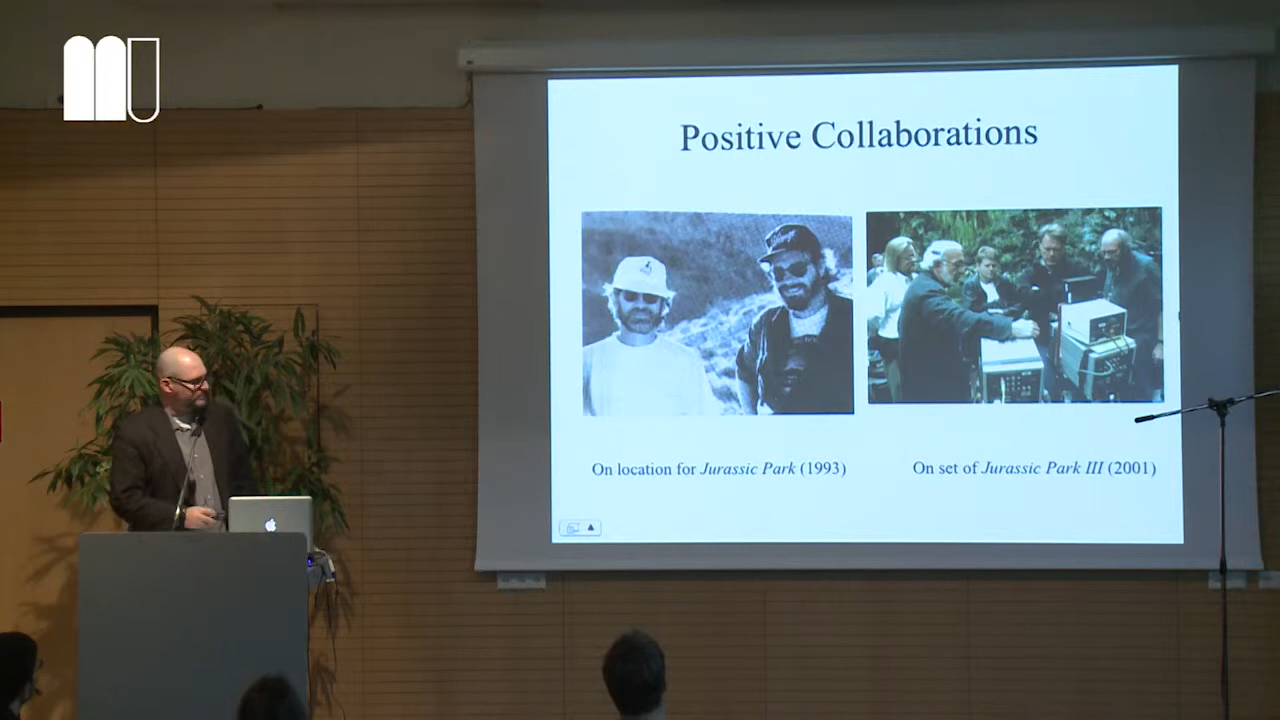 Positive Collaborations
On location for Jurassic Park (1993)
On set of Jurassic Park III (2001)